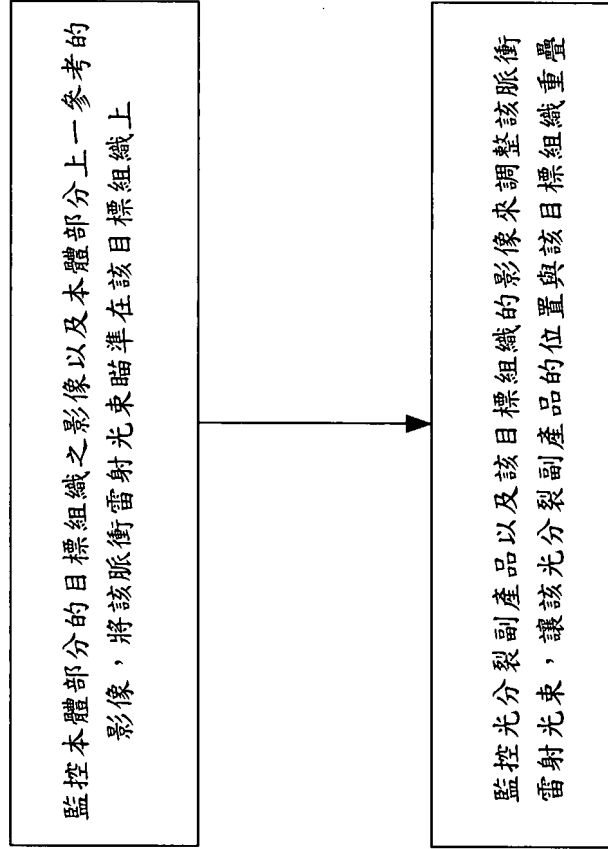 監控本體部分的目標組織之影像以及本體部分上一參考的
影像，將該脈衝雷射光束瞄準在該目標組織上
監控光分裂副產品以及該目標組織的影像來調整該脈衝
雷射光束，讓該光分裂副產品的位置與該目標組織重疊